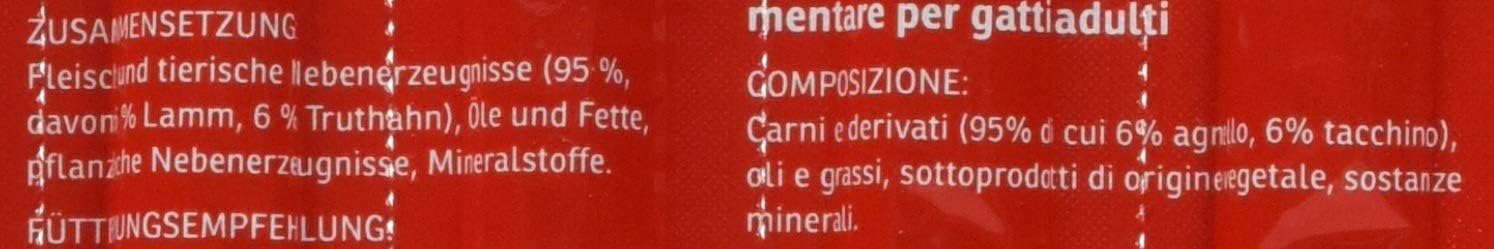 ZUSAMMENSETZUNG
Fleisch und tierische Nebenerzeugnisse (95 %,
davon % Lamm, 6 % Truthahn), Öle und Fette,
pflanzliche Nebenerzeugnisse, Mineralstoffe.
FÜTTERUNGSEMPFEHLUNG:
mentare per gatti adulti
COMPOSIZIONE:
Carni e derivati (95% di cui 6% agnello, 6% tacchino),
oli e grassi, sottoprodotti di origine vegetale, sostanze
minerali.